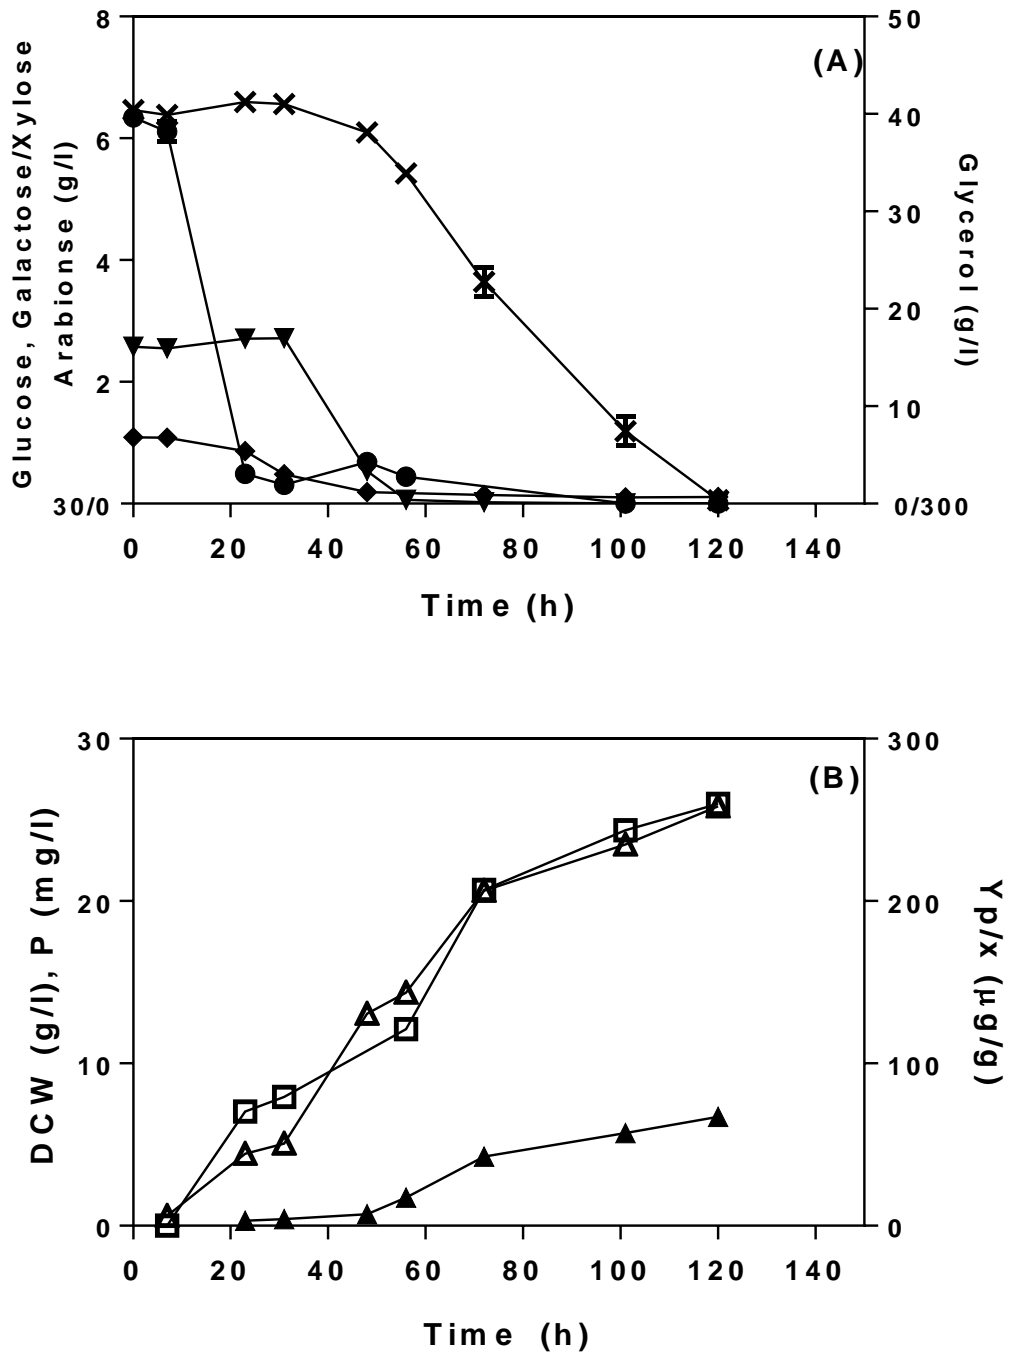 8
6
4
2
30/0
Glucose, Galactose/Xylose
Arabionse (g/l)
(A)
50
40
30
20
10
0/300
Glycerol (g/l)
0 20 40 60 80 100 120 140
Time (h)
30
20
10
0
DCW (g/l), P (mg/l)
(B)
300
200
100
0
Yp/x (µg/g)
0 20 40 60 80 100 120 140
Time (h)